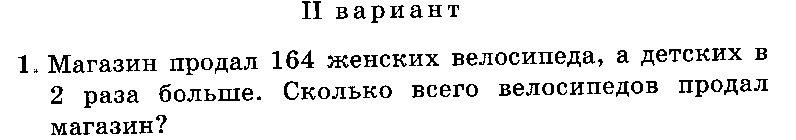 II вариант
1. Магазин продал 164 женских велосипеда, а детских в
2 раза больше. Сколько всего велосипедов продал
магазин?